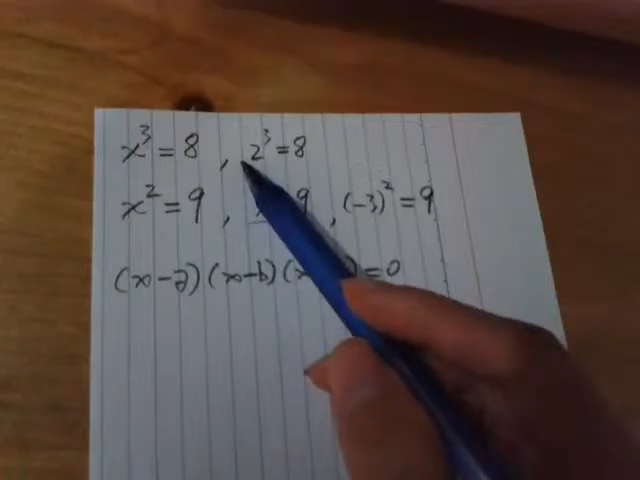 x³ = 8 , 2³ = 8
x² = 9 , 9 , (-3)² = 9
(x-a)(x-b)(x ) = 0